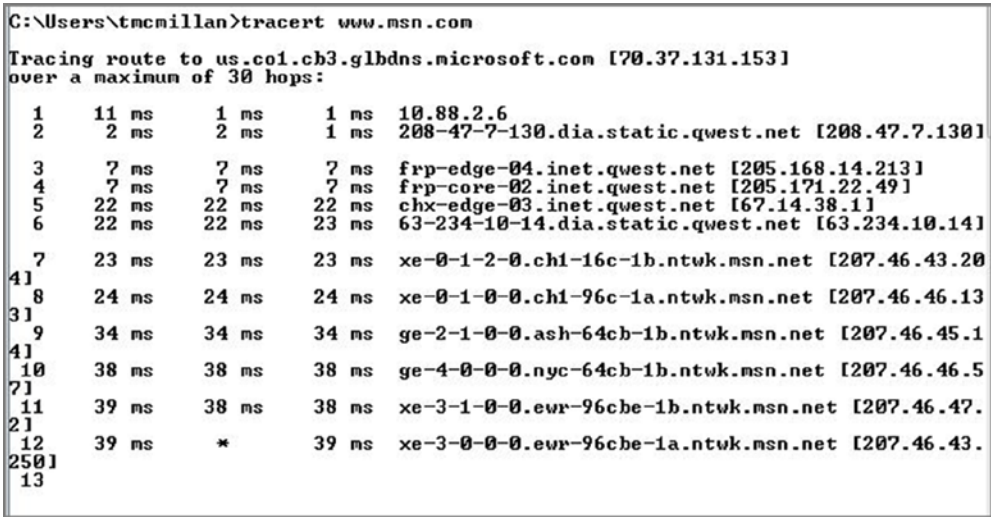 C:\Users\tmcmillan>tracert www.msn.com
Tracing route to us.co1.cb3.glbdns.microsoft.com [70.37.131.153]
over a maximum of 30 hops:
1 11 ms 1 ms 1 ms 10.88.2.6
2 2 ms 2 ms 1 ms 208-47-7-130.dia.static.qwest.net [208.47.7.130]
3 7 ms 7 ms 7 ms frp-edge-04.inet.qwest.net [205.168.14.213]
4 7 ms 7 ms 7 ms frp-core-02.inet.qwest.net [205.171.22.49]
5 22 ms 22 ms 22 ms chx-edge-03.inet.qwest.net [67.14.38.1]
6 22 ms 22 ms 23 ms 63-234-10-14.dia.static.qwest.net [63.234.10.14]
7 23 ms 23 ms 23 ms xe-0-1-2-0.ch1-16c-1b.ntwk.msn.net [207.46.43.20
4]
8 24 ms 24 ms 24 ms xe-0-1-0-0.ch1-96c-1a.ntwk.msn.net [207.46.46.13
3]
9 34 ms 34 ms 34 ms ge-2-1-0-0.ash-64cb-1b.ntwk.msn.net [207.46.45.1
4]
10 38 ms 38 ms 38 ms ge-4-0-0-0.nyc-64cb-1b.ntwk.msn.net [207.46.46.5
7]
11 39 ms 38 ms 38 ms xe-3-1-0-0.ewr-96cbe-1b.ntwk.msn.net [207.46.47.
2]
12 39 ms * 39 ms xe-3-0-0-0.ewr-96cbe-1a.ntwk.msn.net [207.46.43.
250]
13